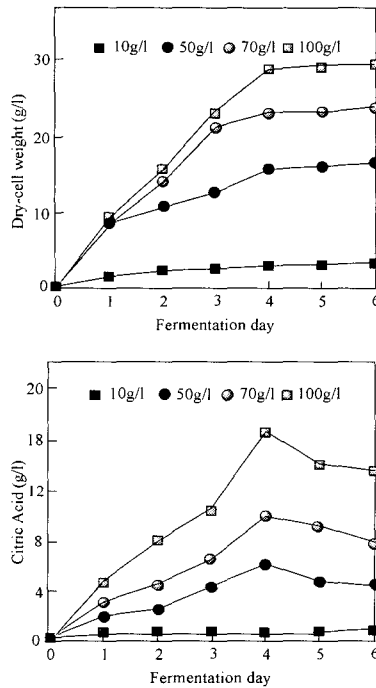 10g/l 50g/l 70g/l 100g/l
30
20
10
0
Dry-cell weight (g/l)
0 1 2 3 4 5 6
Fermentation day
10g/l 50g/l 70g/l 100g/l
20
18
12
8
4
0
Citric Acid (g/l)
0 1 2 3 4 5 6
Fermentation day